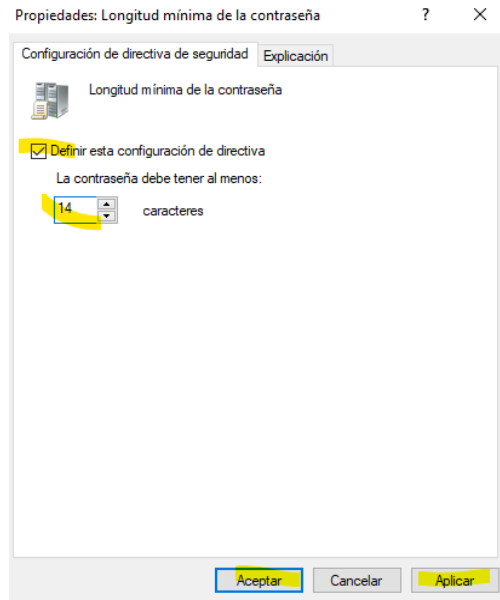 Propiedades: Longitud mínima de la contraseña ? ×
Configuración de directiva de seguridad Explicación
Longitud mínima de la contraseña
Definir esta configuración de directiva
La contraseña debe tener al menos:
14 caracteres
Aceptar Cancelar Aplicar